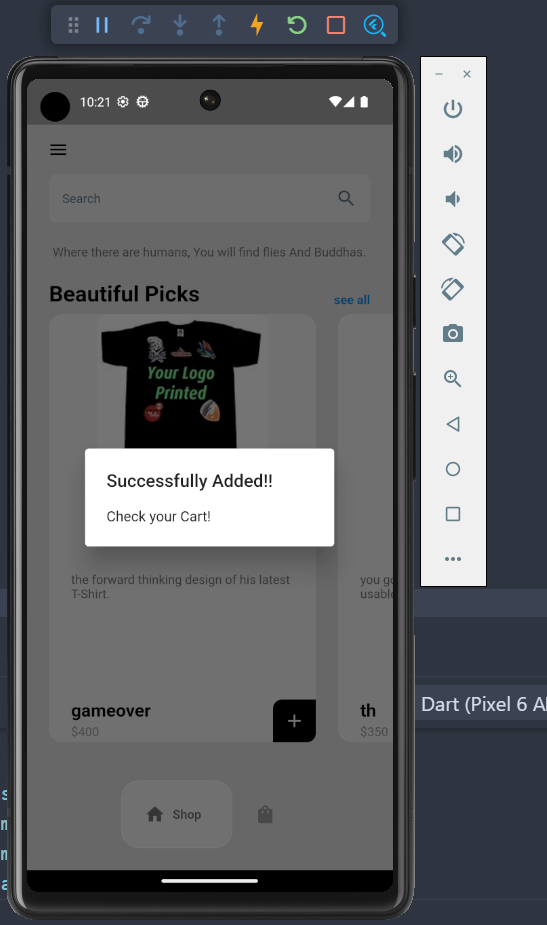 10:21
Search
Where there are humans, You will find flies And Buddhas.
Beautiful Picks
see all
Your Logo
Printed
Successfully Added!!
Check your Cart!
the forward thinking design of his latest
T-Shirt.
you go
usable
gameover
$400
th
$350
Shop
Dart (Pixel 6 A
s
m
m
a